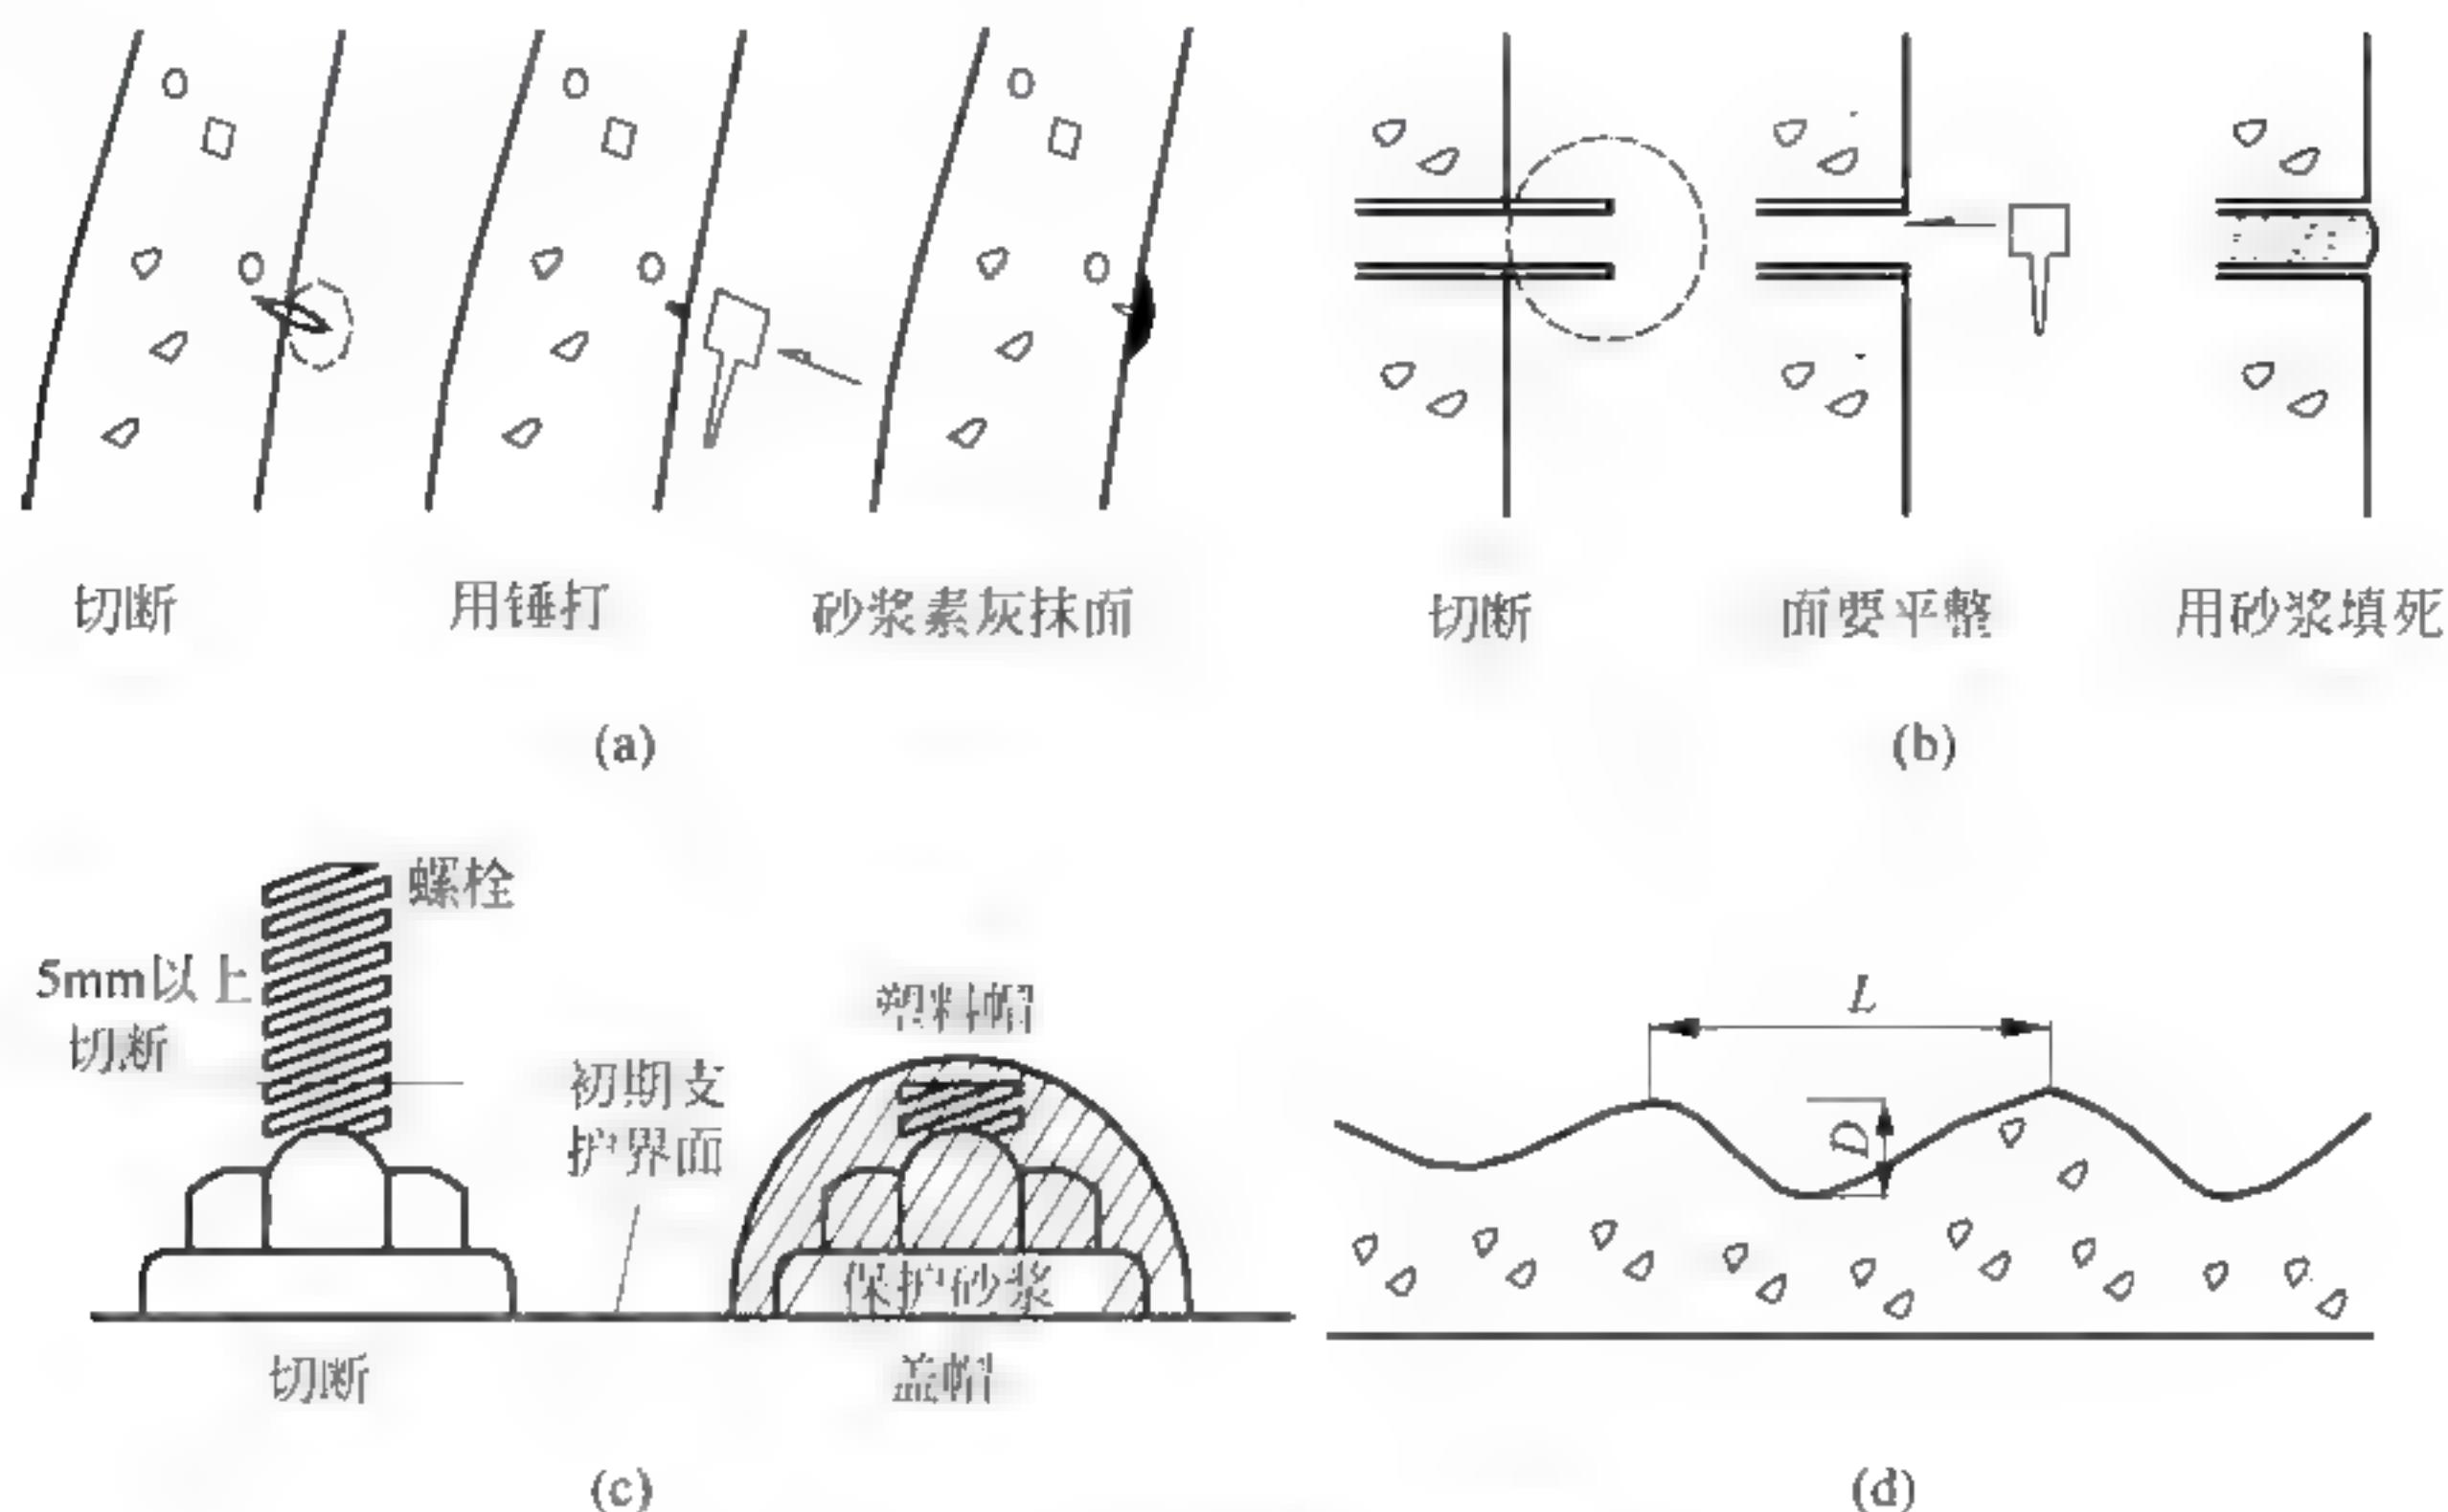 切断
用锤打
砂浆素灰抹面
切断
面要平整
用砂浆填死
(a)
(b)
螺栓
5mm以上
切断
初期支
护界面
塑料帽
保护砂浆
切断
盖帽
L
D
(c)
(d)